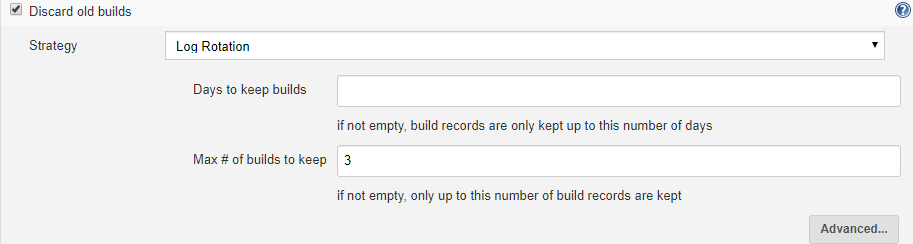 Discard old builds
?
Strategy
Log Rotation
Days to keep builds
if not empty, build records are only kept up to this number of days
Max # of builds to keep
3
if not empty, only up to this number of build records are kept
Advanced...